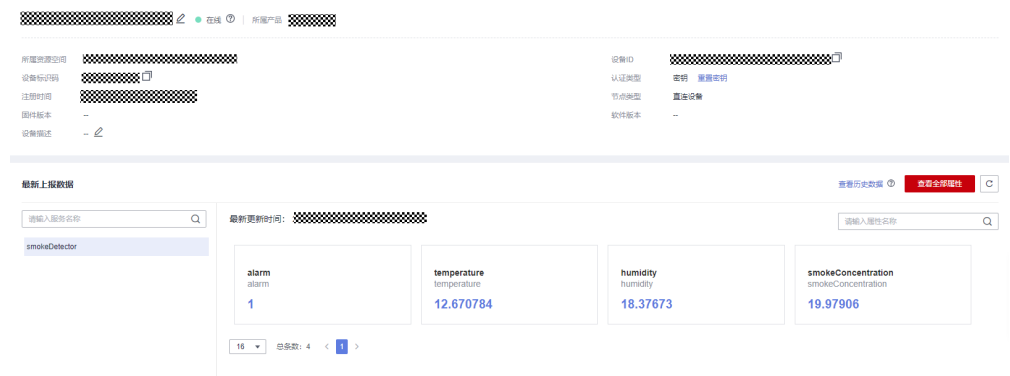 在线 所属产品
所属资源空间 设备ID
设备标识码 认证类型 密钥 重置密钥
注册时间 节点类型 直连设备
固件版本 -- 软件版本 --
设备描述 --
最新上报数据 查看历史数据 查看全部属性
请输入服务名称 最新更新时间： 请输入属性名称
smokeDetector
alarm temperature humidity smokeConcentration
alarm temperature humidity smokeConcentration
1 12.670784 18.37673 19.97906
16 总条数：4 < 1 >